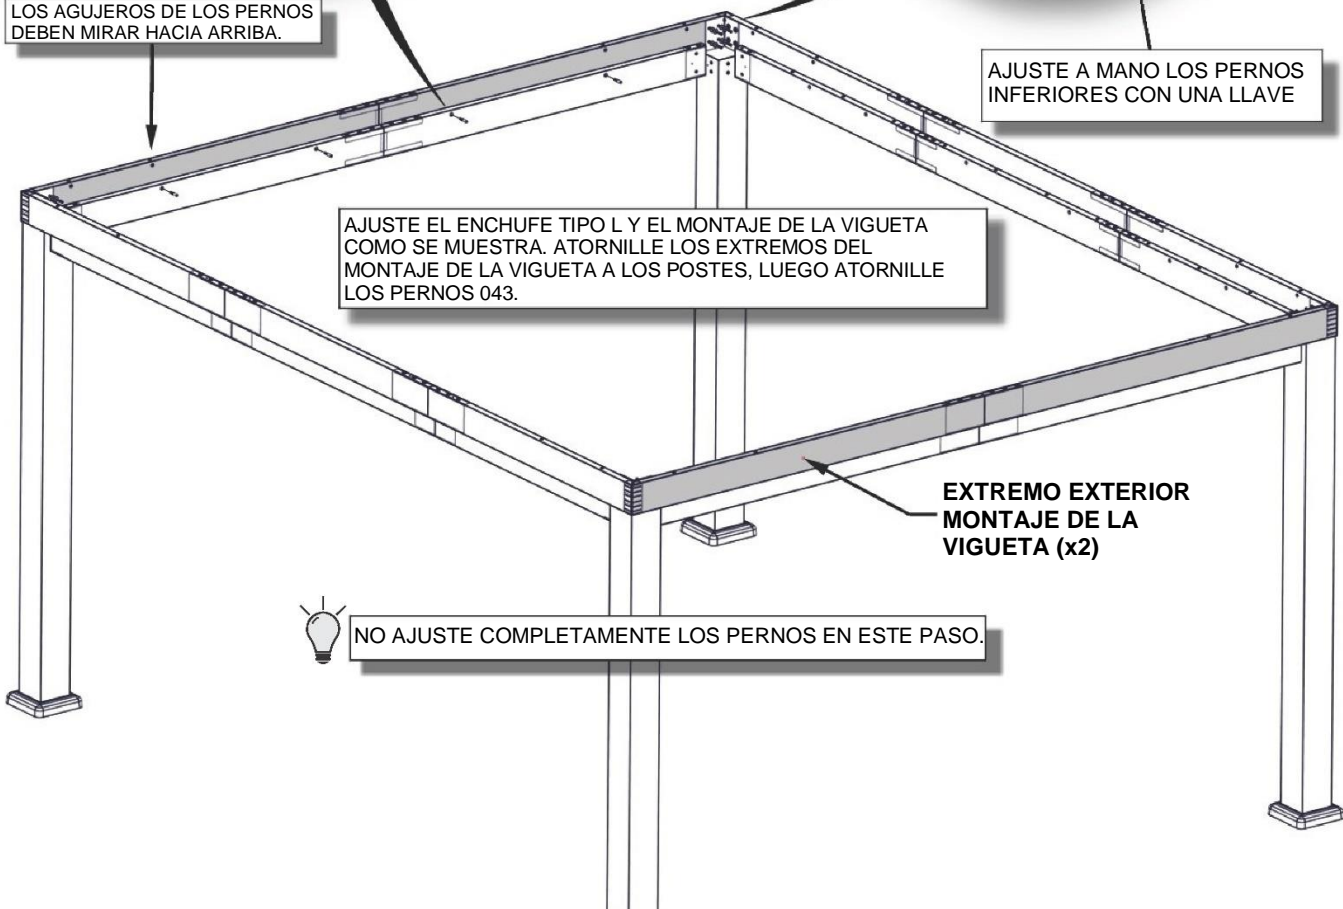 LOS AGUJEROS DE LOS PERNOS
DEBEN MIRAR HACIA ARRIBA.
AJUSTE A MANO LOS PERNOS
INFERIORES CON UNA LLAVE
AJUSTE EL ENCHUFE TIPO L Y EL MONTAJE DE LA VIGUETA
COMO SE MUESTRA. ATORNILLE LOS EXTREMOS DEL
MONTAJE DE LA VIGUETA A LOS POSTES, LUEGO ATORNILLE
LOS PERNOS 043.
EXTREMO EXTERIOR
MONTAJE DE LA
VIGUETA (x2)
NO AJUSTE COMPLETAMENTE LOS PERNOS EN ESTE PASO.